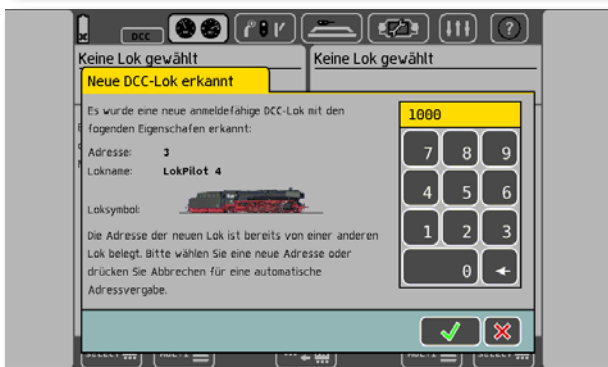 DCC
Keine Lok gewählt
Keine Lok gewählt
Neue DCC-Lok erkannt
Es wurde eine neue anmeldefähige DCC-Lok mit den
fogenden Eigenschafen erkannt:
Adresse: 3
Lokname: LokPilot 4
Loksymbol:
Die Adresse der neuen Lok ist bereits von einer anderen
Lok belegt. Bitte wählen Sie eine neue Adresse oder
drücken Sie Abbrechen für eine automatische
Adressvergabe.
1000
7 8 9
4 5 6
1 2 3
0
?